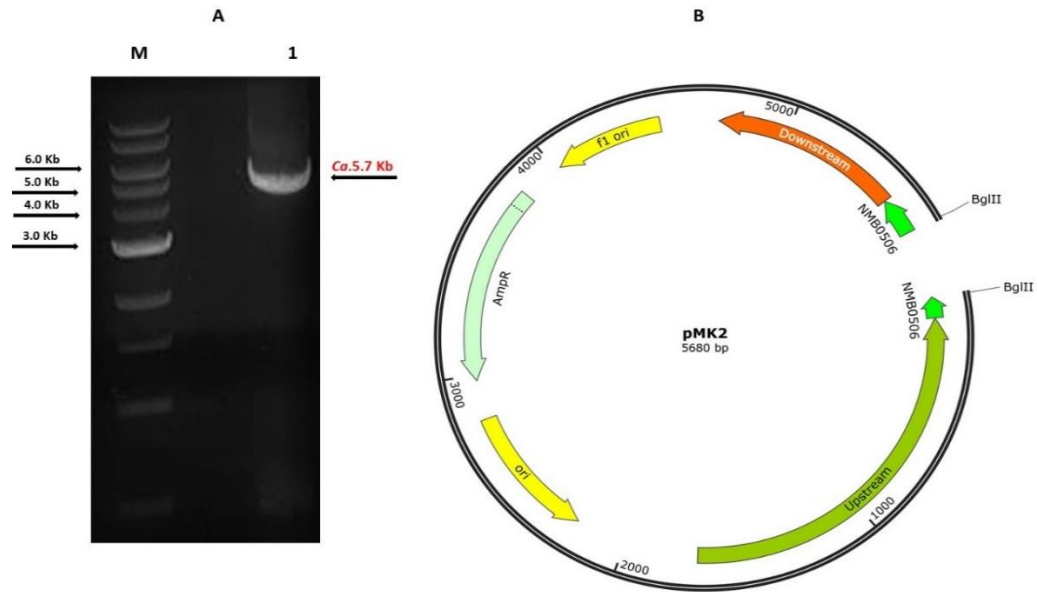 A
B
M
1
6.0 Kb
5.0 Kb
4.0 Kb
3.0 Kb
Ca.5.7 Kb
5000
Downstream
f1 ori
4000
NMB0506
BglII
AmpR
NMB0506
BglII
pMK2
5680 bp
3000
ori
Upstream
1000
2000